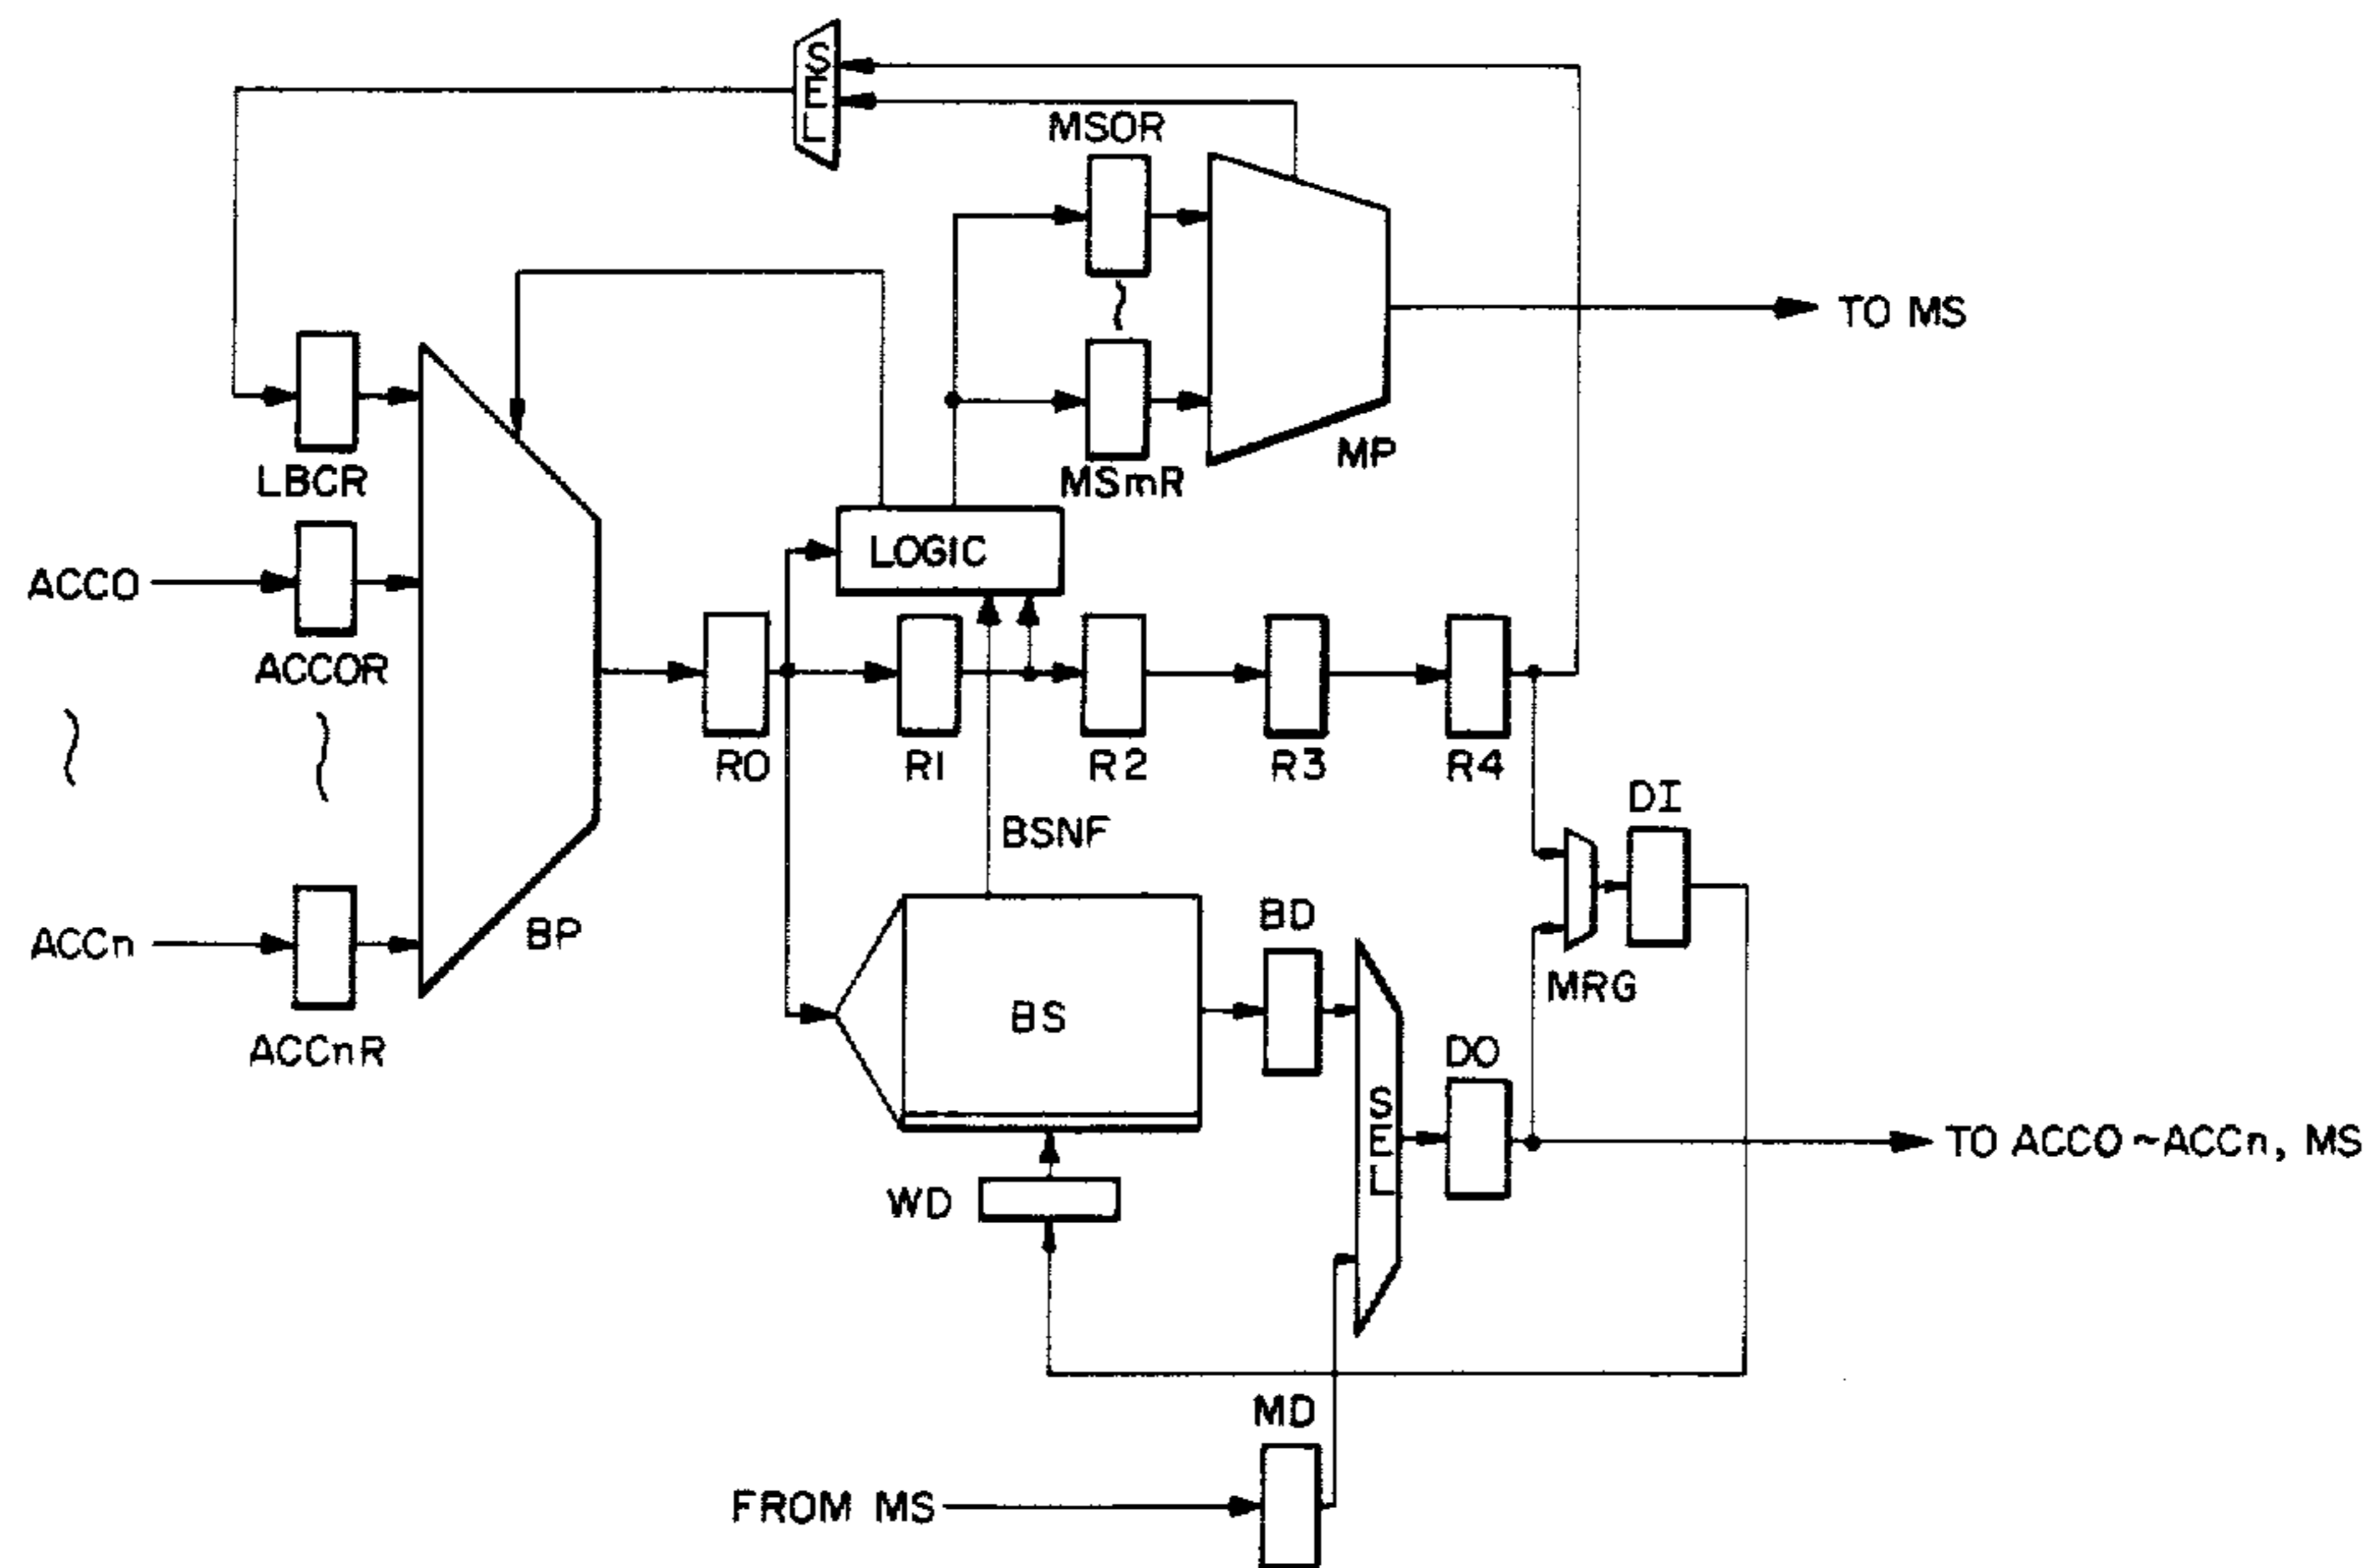 SEL
MSOR
TO MS
MP
LBCR
MSmR
LOGIC
ACCO
ACCOR
RO
R1
R2
R3
R4
DI
BSNF
BD
BP
ACCn
MRG
BS
ACCnR
DO
SEL
TO ACCO~ACCn, MS
WD
MD
FROM MS